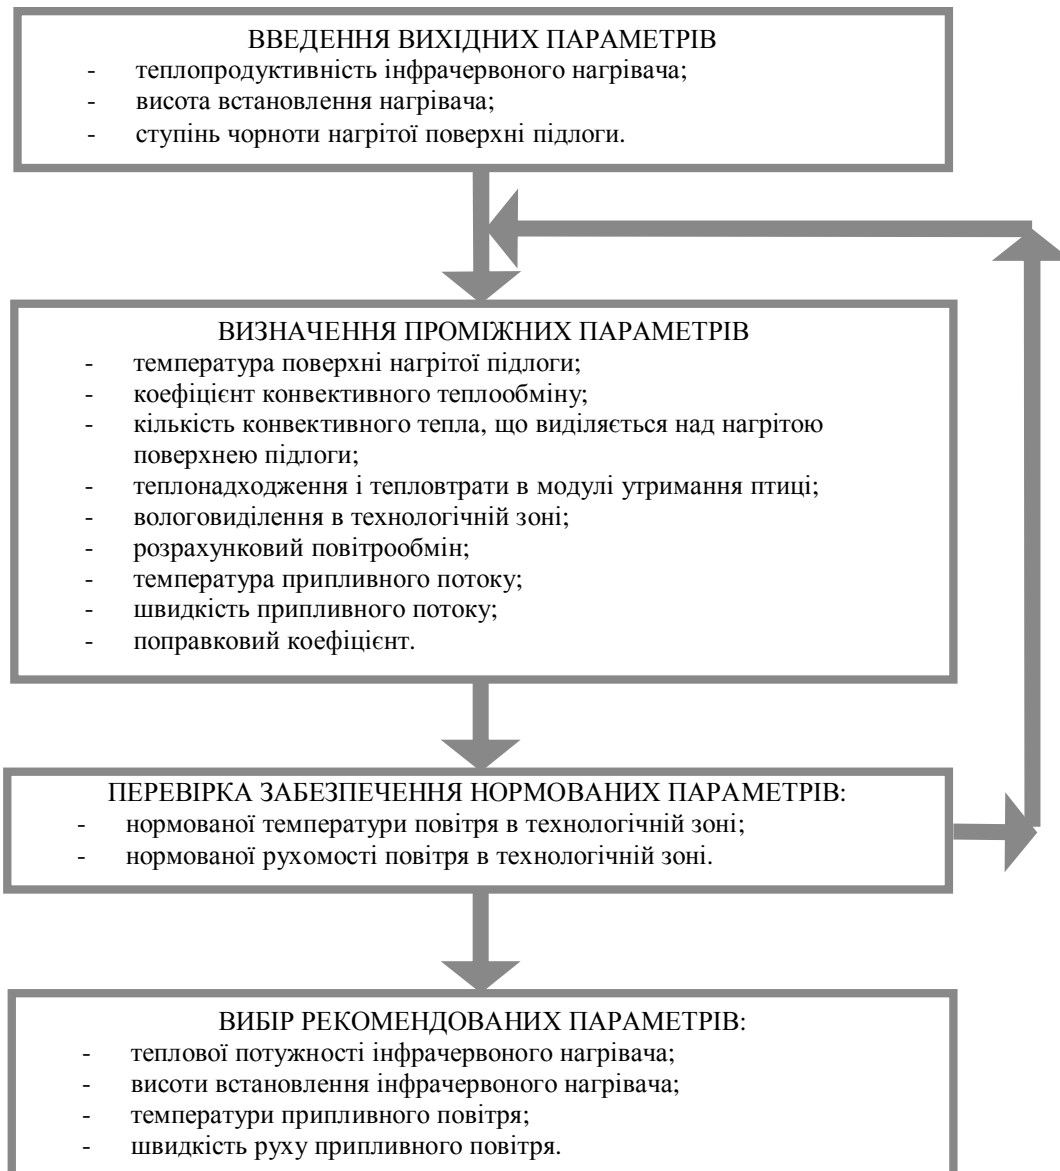 ВВЕДЕННЯ ВИХІДНИХ ПАРАМЕТРІВ
- теплопродуктивність інфрачервоного нагрівача;
- висота встановлення нагрівача;
- ступінь чорноти нагрітої поверхні підлоги.
ВИЗНАЧЕННЯ ПРОМІЖНИХ ПАРАМЕТРІВ
- температура поверхні нагрітої підлоги;
- коефіцієнт конвективного теплообміну;
- кількість конвективного тепла, що виділяється над нагрітою
поверхнею підлоги;
- теплонадходження і тепловтрати в модулі утримання птиці;
- вологовиділення в технологічній зоні;
- розрахунковий повітрообмін;
- температура припливного потоку;
- швидкість припливного потоку;
- поправковий коефіцієнт.
ПЕРЕВІРКА ЗАБЕЗПЕЧЕННЯ НОРМОВАНИХ ПАРАМЕТРІВ:
- нормованої температури повітря в технологічній зоні;
- нормованої рухомості повітря в технологічній зоні.
ВИБІР РЕКОМЕНДОВАНИХ ПАРАМЕТРІВ:
- теплової потужності інфрачервоного нагрівача;
- висоти встановлення інфрачервоного нагрівача;
- температури припливного повітря;
- швидкість руху припливного повітря.